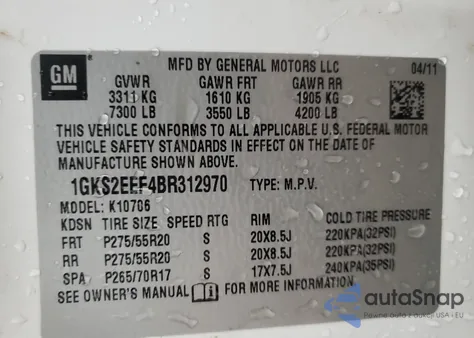 GM
MFD BY GENERAL MOTORS LLC
04/11
GVWR GAWR FRT GAWR RR
3311 KG 1610 KG 1905 KG
7300 LB 3550 LB 4200 LB
THIS VEHICLE CONFORMS TO ALL APPLICABLE U.S. FEDERAL MOTOR
VEHICLE SAFETY STANDARDS IN EFFECT ON THE DATE OF
MANUFACTURE SHOWN ABOVE.
1GKS2EEF4BR312970 TYPE: M.P.V.
MODEL: K10706
KDSN TIRE SIZE SPEED RTG RIM COLD TIRE PRESSURE
FRT P275/55R20 S 20X8.5J 220KPA(32PSI)
RR P275/55R20 S 20X8.5J 220KPA(32PSI)
SPA P265/70R17 S 17X7.5J 240KPA(35PSI)
SEE OWNER'S MANUAL FOR MORE INFORMATION.
autoSnap